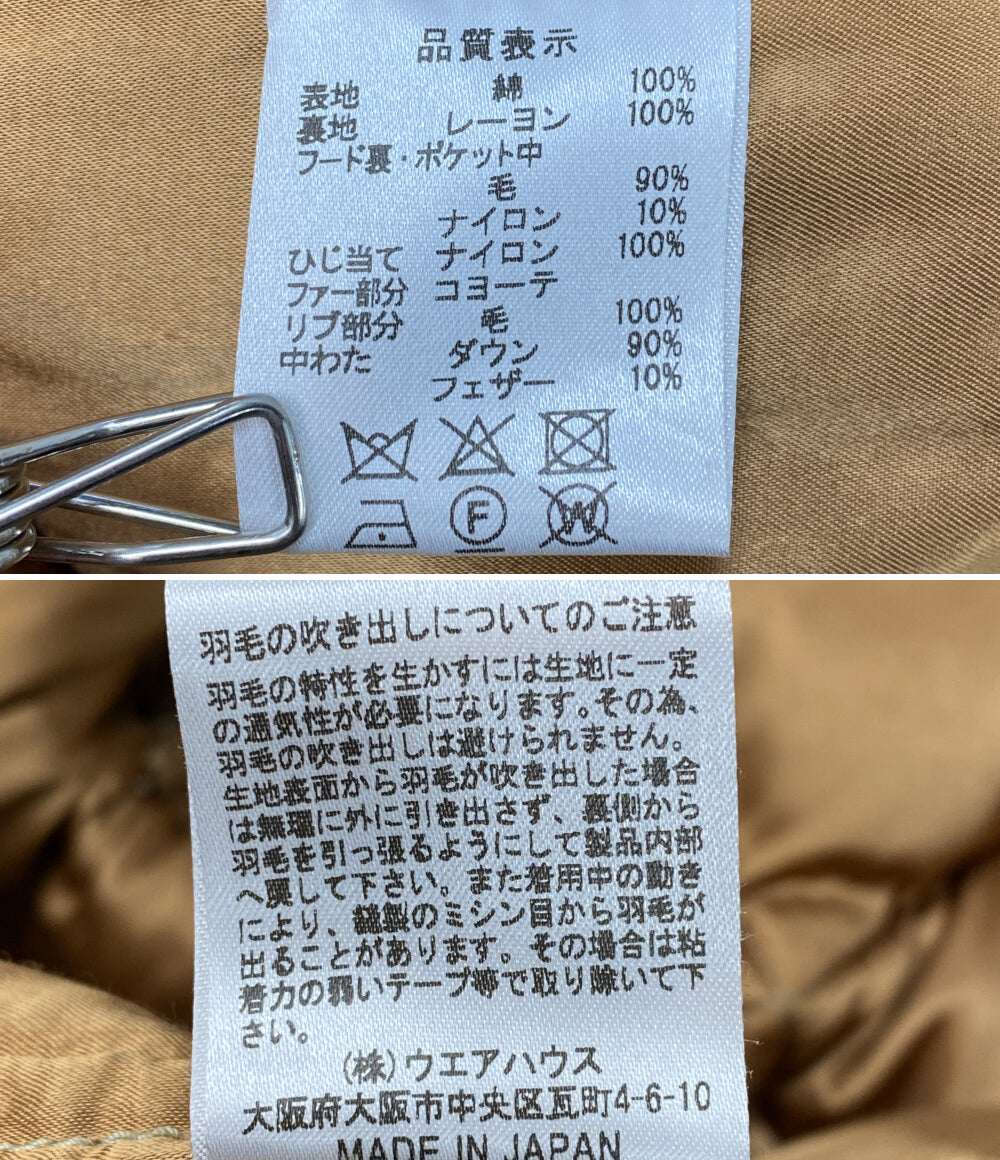 品質表示
表地 綿 100%
裏地 レーヨン 100%
フード裏・ポケット中
毛 90%
ナイロン 10%
ひじ当て ナイロン 100%
ファー部分 コヨーテ
リブ部分 毛 100%
中わた ダウン 90%
フェザー 10%
F
W
羽毛の吹き出しについてのご注意
羽毛の特性を生かすには生地に一定
の通気性が必要になります。その為、
羽毛の吹き出しは避けられません。
生地表面から羽毛が吹き出した場合
は無理に外に引き出さず、裏側から
羽毛を引っ張るようにして製品内部
へ戻して下さい。また着用中の動き
により、縫製のミシン目から羽毛が
出ることがあります。その場合は粘
着力の弱いテープ等で取り除いて下
さい。
(株)ウエアハウス
大阪府大阪市中央区瓦町4-6-10
MADE IN JAPAN